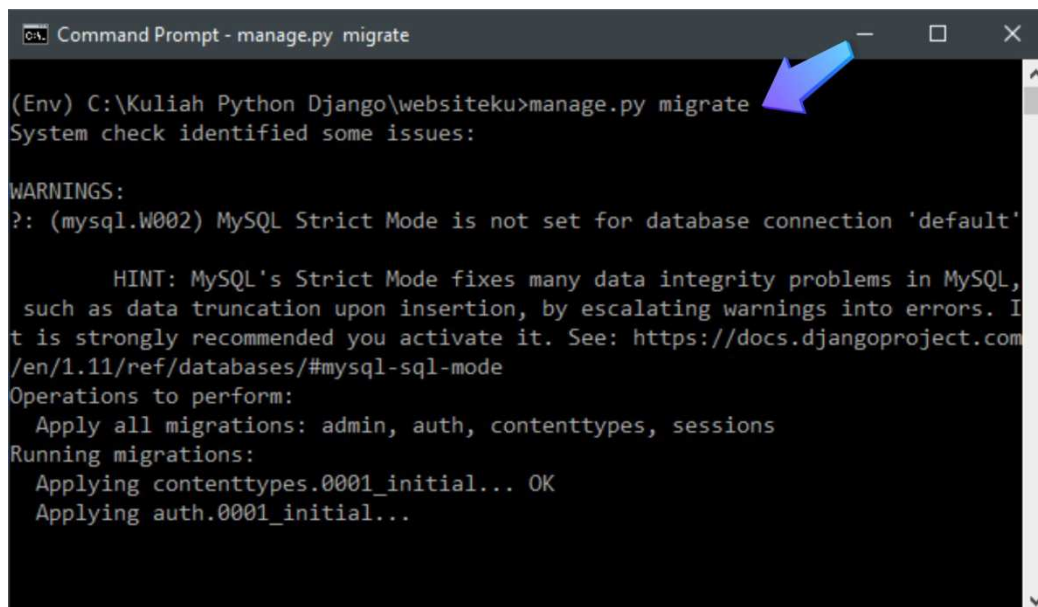 Command Prompt - manage.py  migrate
(Env) C:\Kuliah Python Django\websiteku>manage.py migrate
System check identified some issues:
WARNINGS:
?: (mysql.W002) MySQL Strict Mode is not set for database connection 'default'
HINT: MySQL's Strict Mode fixes many data integrity problems in MySQL,
such as data truncation upon insertion, by escalating warnings into errors. I
t is strongly recommended you activate it. See: https://docs.djangoproject.com
/en/1.11/ref/databases/#mysql-sql-mode
Operations to perform:
Apply all migrations: admin, auth, contenttypes, sessions
Running migrations:
Applying contenttypes.0001_initial... OK
Applying auth.0001_initial...